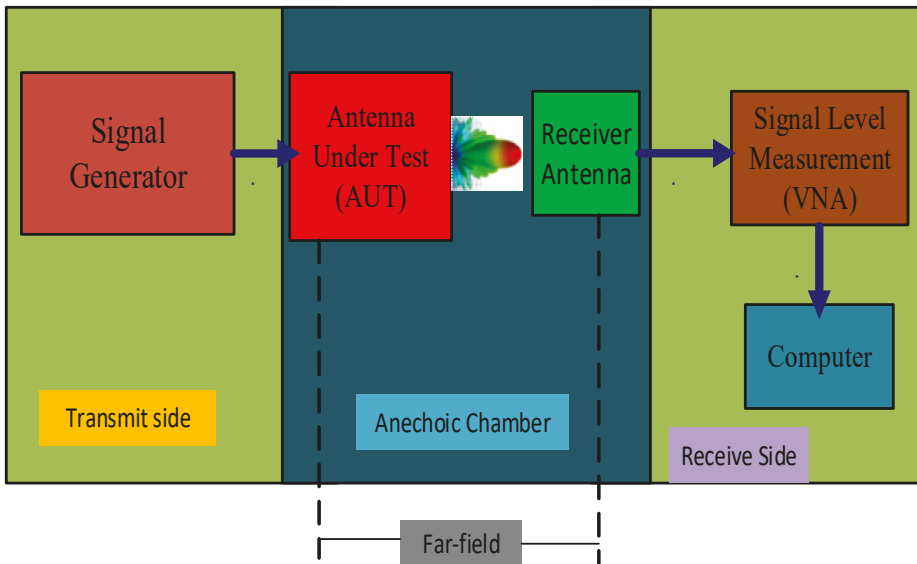 Signal
Generator
Antenna
Under Test
(AUT)
Receiver
Antenna
Signal Level
Measurement
(VNA)
Computer
Transmit side
Anechoic Chamber
Receive Side
Far-field